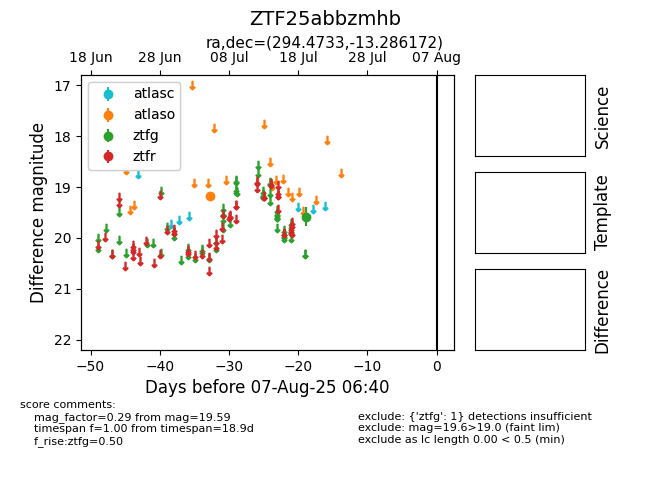 ZTF25abbzmhb
ra,dec=(294.4733,-13.286172)
18 Jun 28 Jun 08 Jul 18 Jul 28 Jul 07 Aug
17
18
19
20
21
22
Difference magnitude
atlasc
atlaso
ztfg
ztfr
−50 −40 −30 −20 −10 0
Days before 07-Aug-25 06:40
Science
Template
Difference
score comments:
mag_factor=0.29 from mag=19.59
timespan f=1.00 from timespan=18.9d
f_rise:ztfg=0.50
exclude: {'ztfg': 1} detections insufficient
exclude: mag=19.6>19.0 (faint lim)
exclude as lc length 0.00 < 0.5 (min)